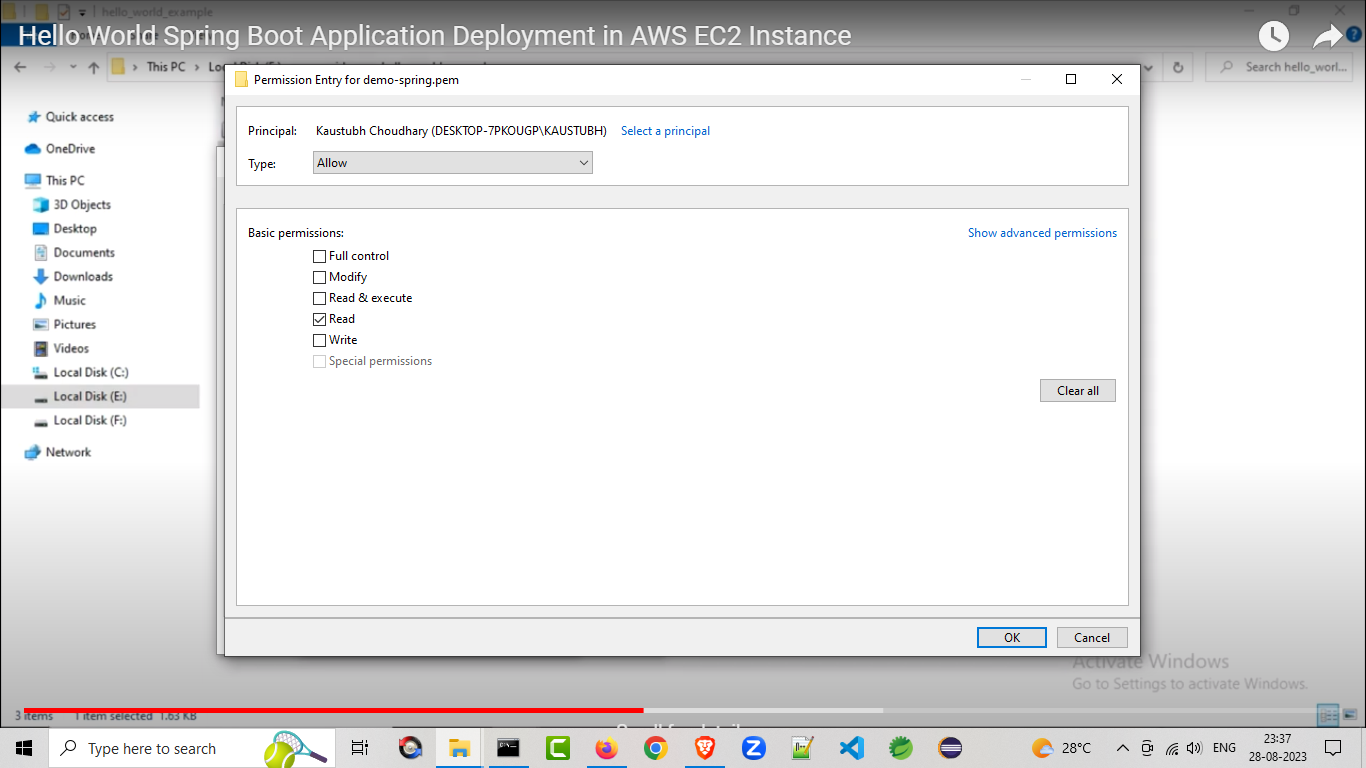 hello_world_example
Hello World Spring Boot Application Deployment in AWS EC2 Instance
This PC
Search hello_worl...
Permission Entry for demo-spring.pem
Quick access
OneDrive
This PC
3D Objects
Desktop
Documents
Downloads
Music
Pictures
Videos
Local Disk (C:)
Local Disk (E:)
Local Disk (F:)
Network
Principal: Kaustubh Choudhary (DESKTOP-7PKOUGP\KAUSTUBH) Select a principal
Type: Allow
Basic permissions: Show advanced permissions
Full control
Modify
Read & execute
Read
Write
Special permissions
Clear all
OK Cancel
Activate Windows
Go to Settings to activate Windows.
3 items 1 item selected 1.63 KB
Type here to search
28°C
ENG
23:37
28-08-2023